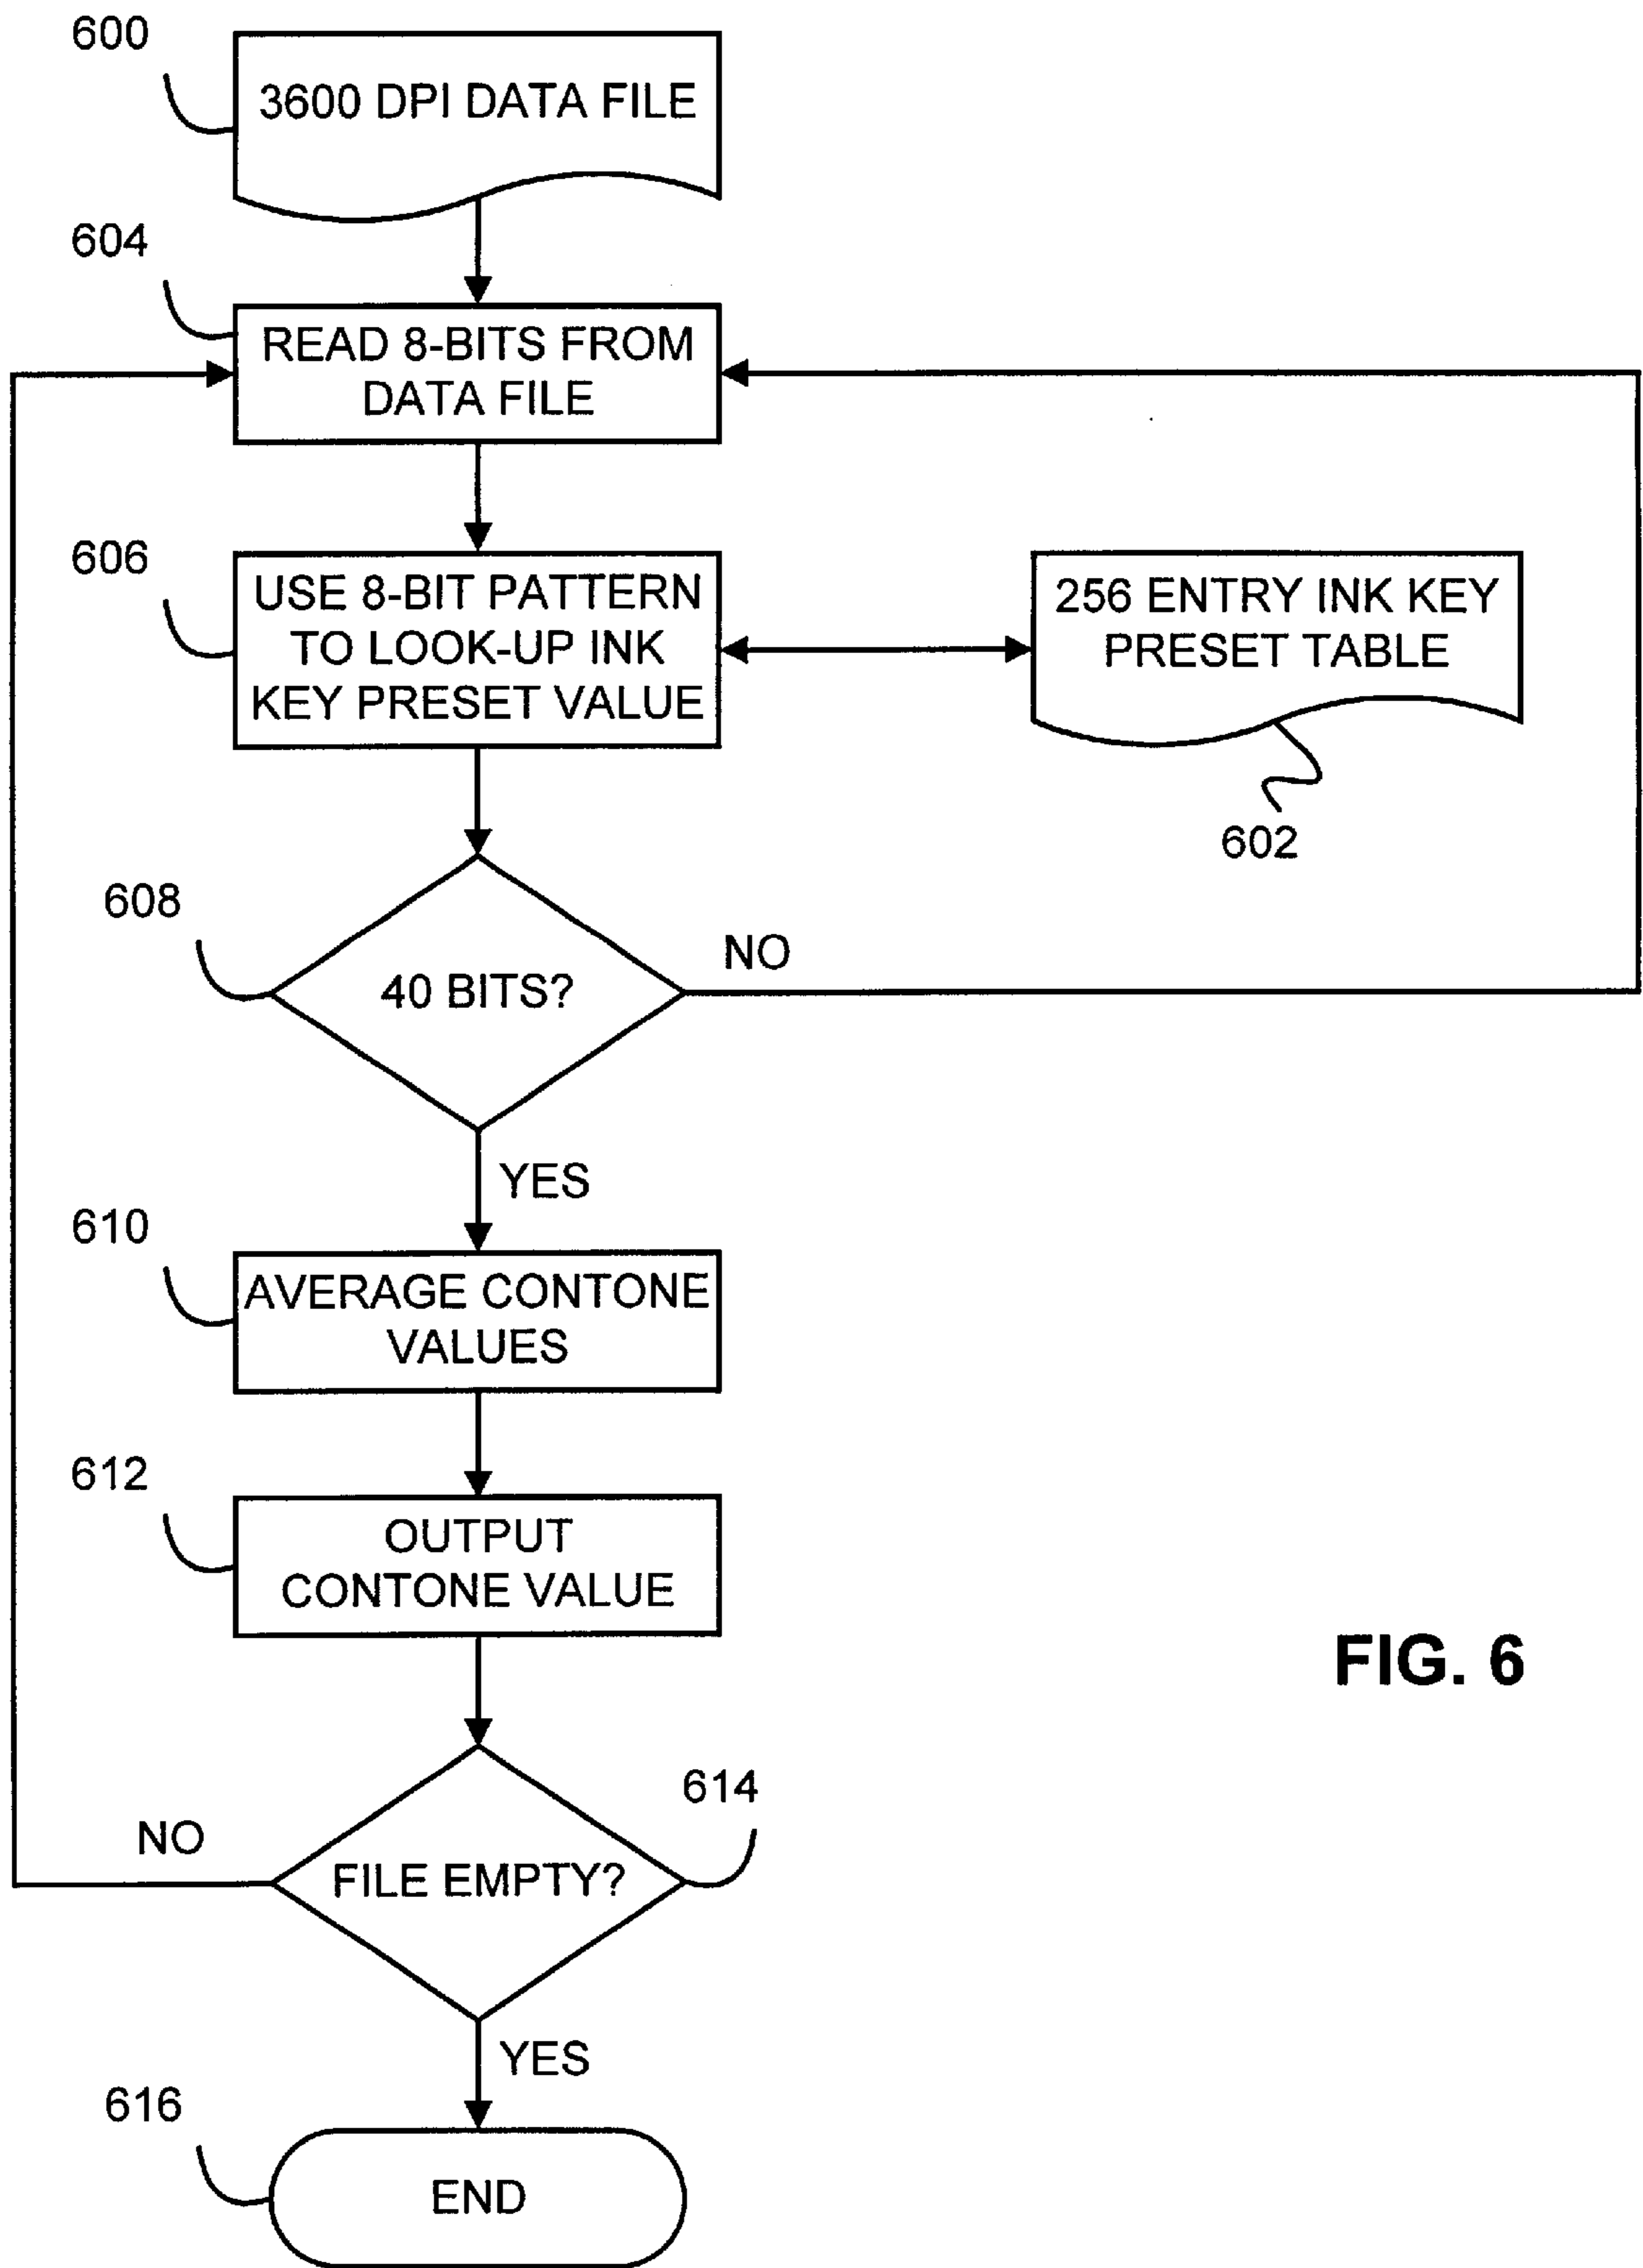 600
3600 DPI DATA FILE
604
READ 8-BITS FROM
DATA FILE
606
USE 8-BIT PATTERN
TO LOOK-UP INK
KEY PRESET VALUE
256 ENTRY INK KEY
PRESET TABLE
602
608
40 BITS?
NO
YES
610
AVERAGE CONTONE
VALUES
612
OUTPUT
CONTONE VALUE
FIG. 6
614
NO
FILE EMPTY?
YES
616
END